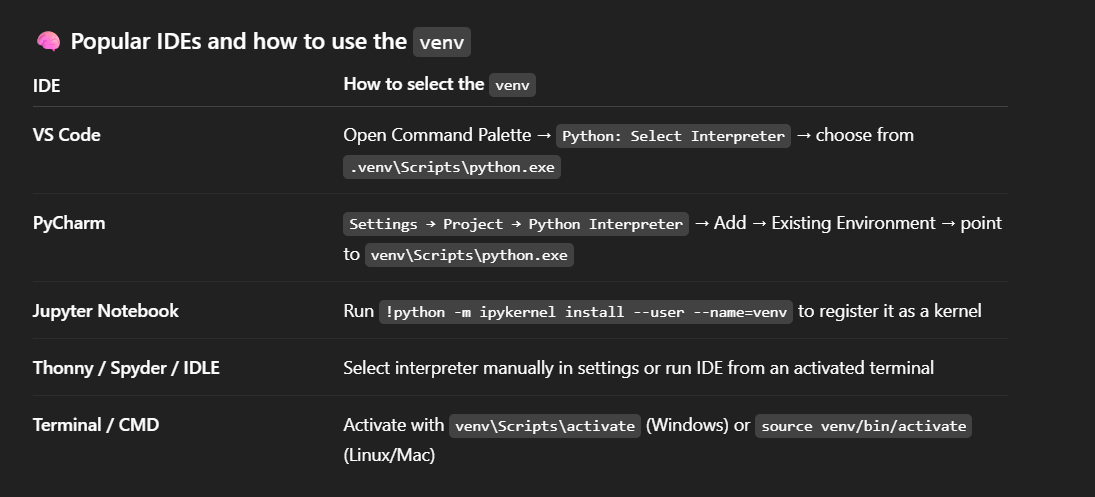 🧠 Popular IDEs and how to use the venv
IDE How to select the venv
VS Code Open Command Palette → Python: Select Interpreter → choose from
.venv\Scripts\python.exe
PyCharm Settings → Project → Python Interpreter → Add → Existing Environment → point
to venv\Scripts\python.exe
Jupyter Notebook Run !python -m ipykernel install --user --name=venv to register it as a kernel
Thonny / Spyder / IDLE Select interpreter manually in settings or run IDE from an activated terminal
Terminal / CMD Activate with venv\Scripts\activate (Windows) or source venv/bin/activate
(Linux/Mac)